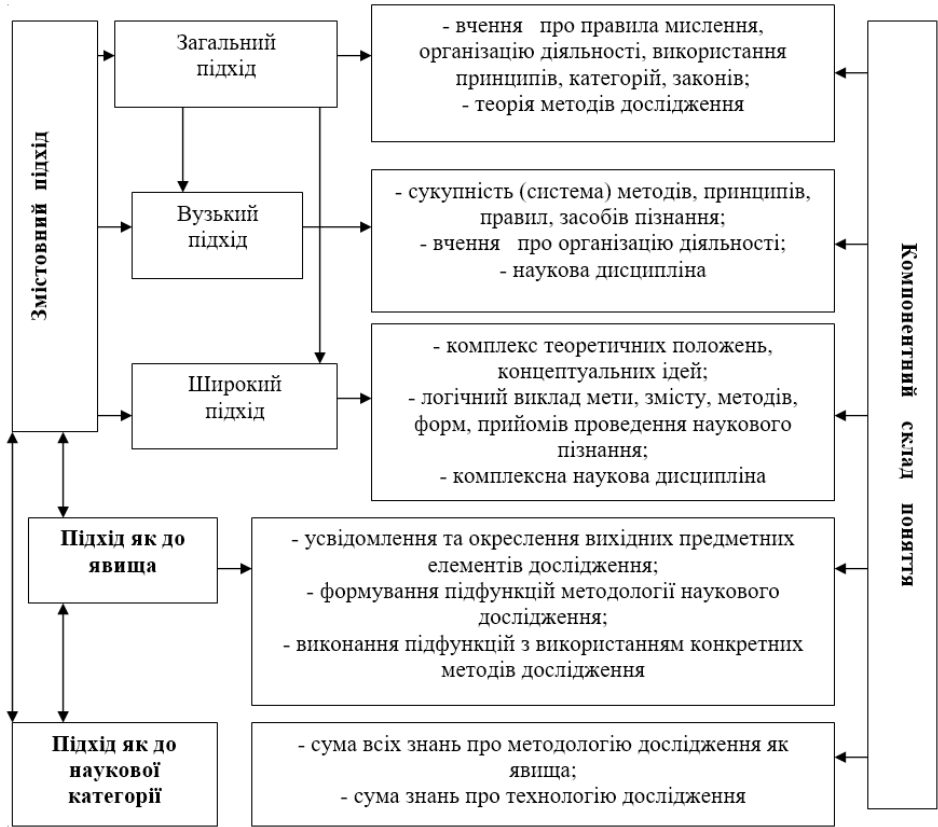 Змістовний підхід
Загальний
підхід
- вчення про правила мислення,
організацію діяльності, використання
принципів, категорій, законів;
- теорія методів дослідження
Вузький
підхід
- сукупність (система) методів, принципів,
правил, засобів пізнання;
- вчення про організацію діяльності;
- наукова дисципліна
Широкий
підхід
- комплекс теоретичних положень,
концептуальних ідей;
- логічний виклад мети, змісту, методів,
форм, прийомів проведення наукового
пізнання;
- комплексна наукова дисципліна
Підхід як до
явища
- усвідомлення та окреслення вихідних предметних
елементів дослідження;
- формування підфункцій методології наукового
дослідження;
- виконання підфункцій з використанням конкретних
методів дослідження
Підхід як до
наукової
категорії
- сума всіх знань про методологію дослідження як
явища;
- сума знань про технологію дослідження
Компонентний склад поняття